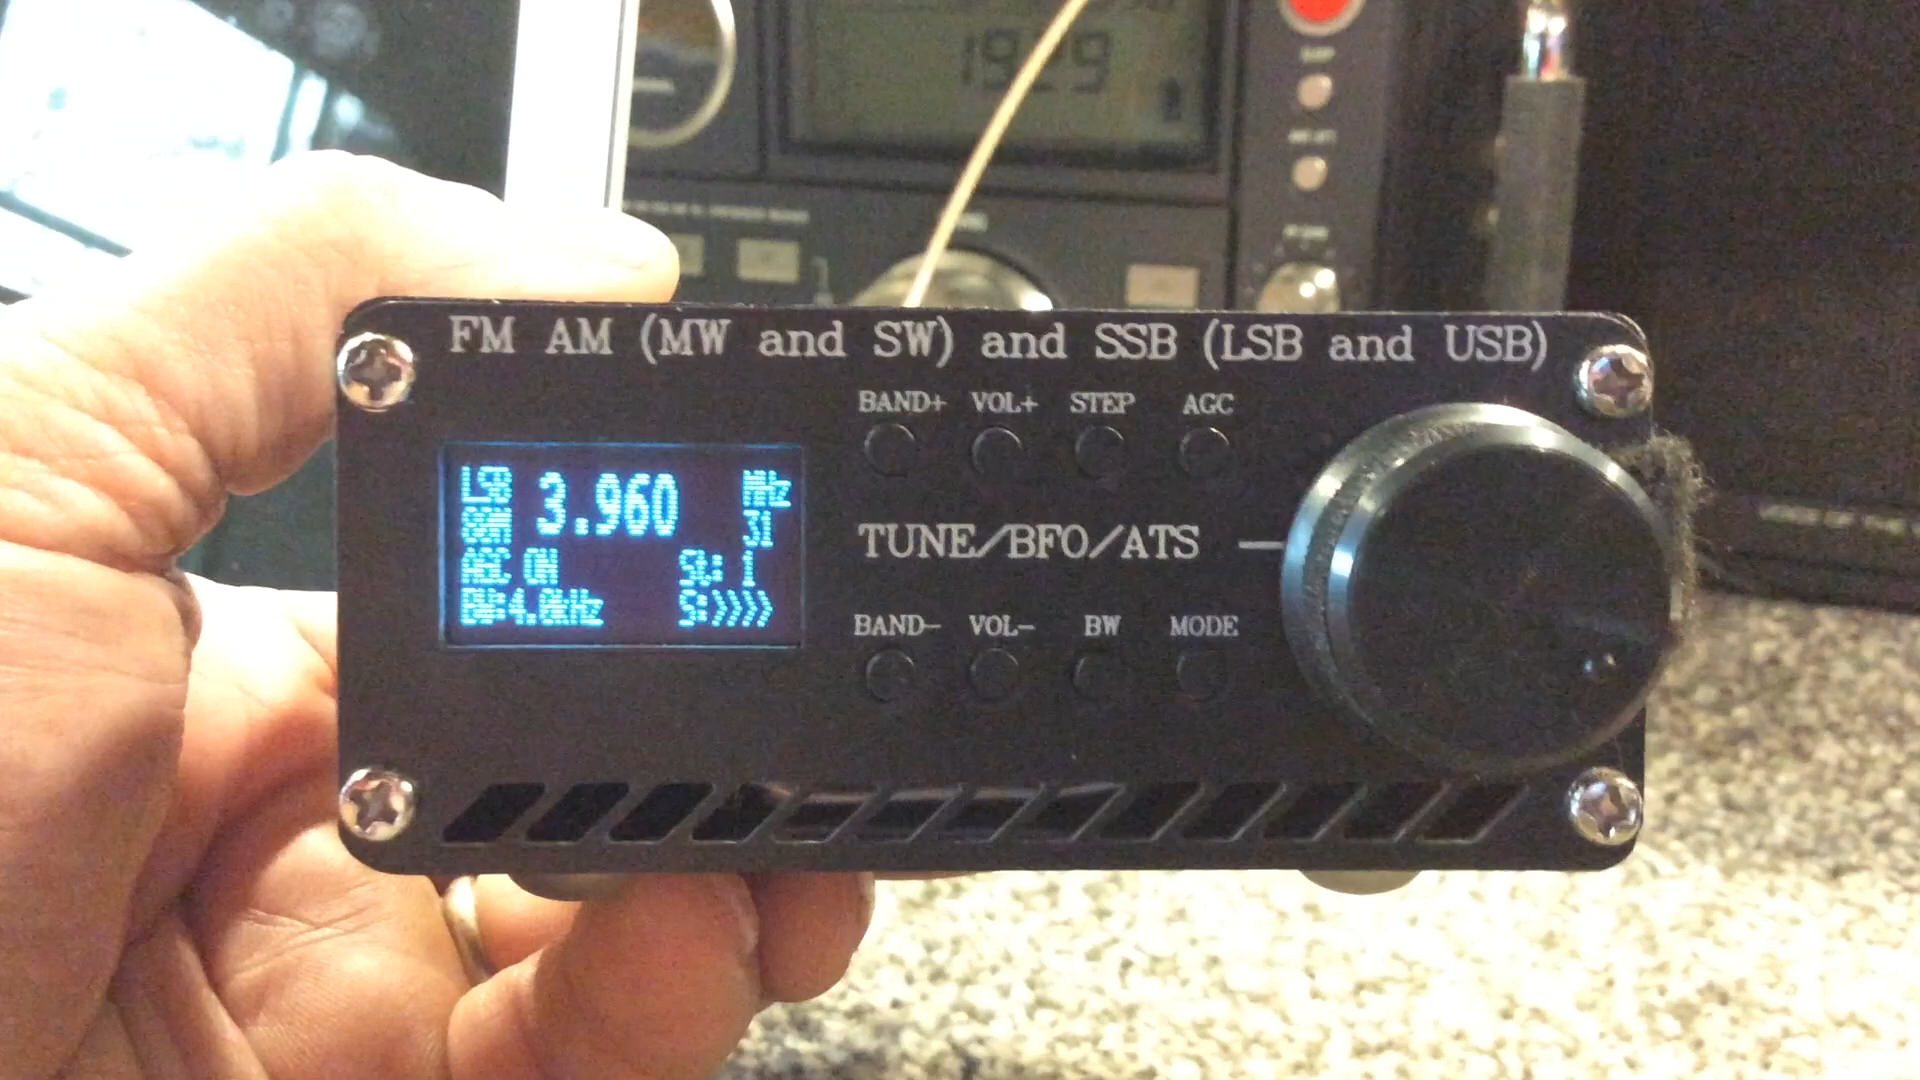 1929
FM AM (MW and SW) and SSB (LSB and USB)
BAND+ VOL+ STEP AGC
LSB 3.960 MHz
80M 31
AGC ON St: 1
BW:4.0kHz S:>>>>
TUNE/BFO/ATS
BAND- VOL- BW MODE